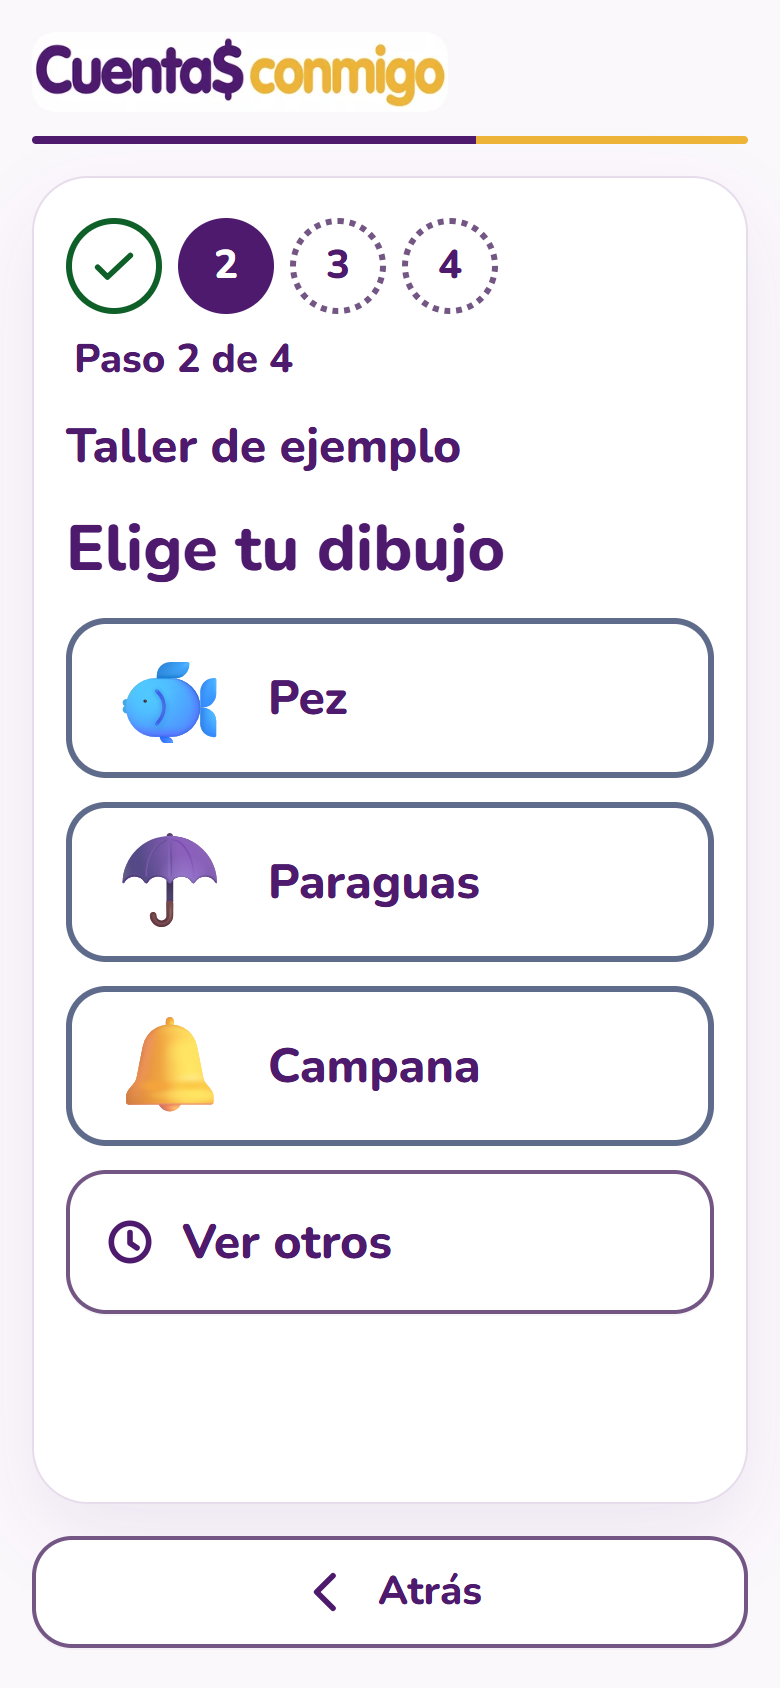 Cuenta$ conmigo
2 3 4
Paso 2 de 4
Taller de ejemplo
Elige tu dibujo
Pez
Paraguas
Campana
Ver otros
Atrás